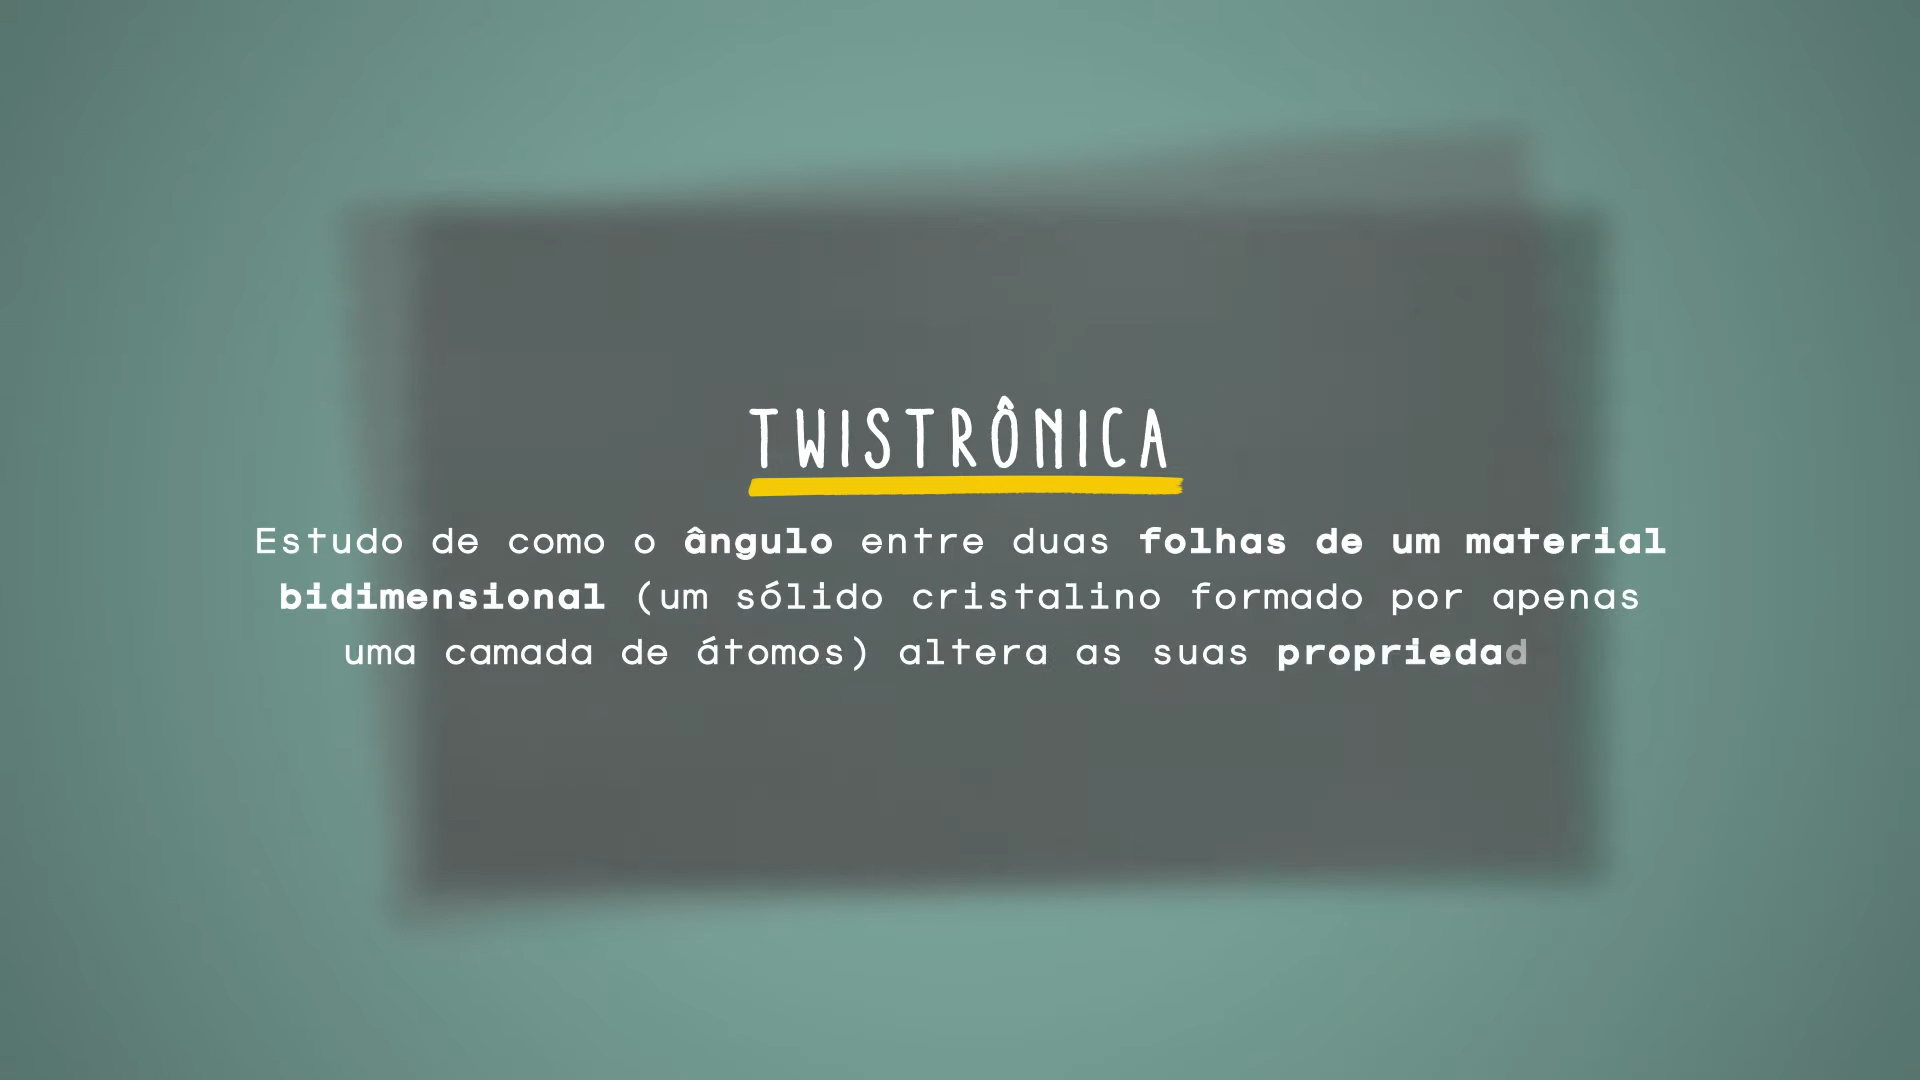 TWISTRÔNICA
Estudo de como o ângulo entre duas folhas de um material
bidimensional (um sólido cristalino formado por apenas
uma camada de átomos) altera as suas propriedad